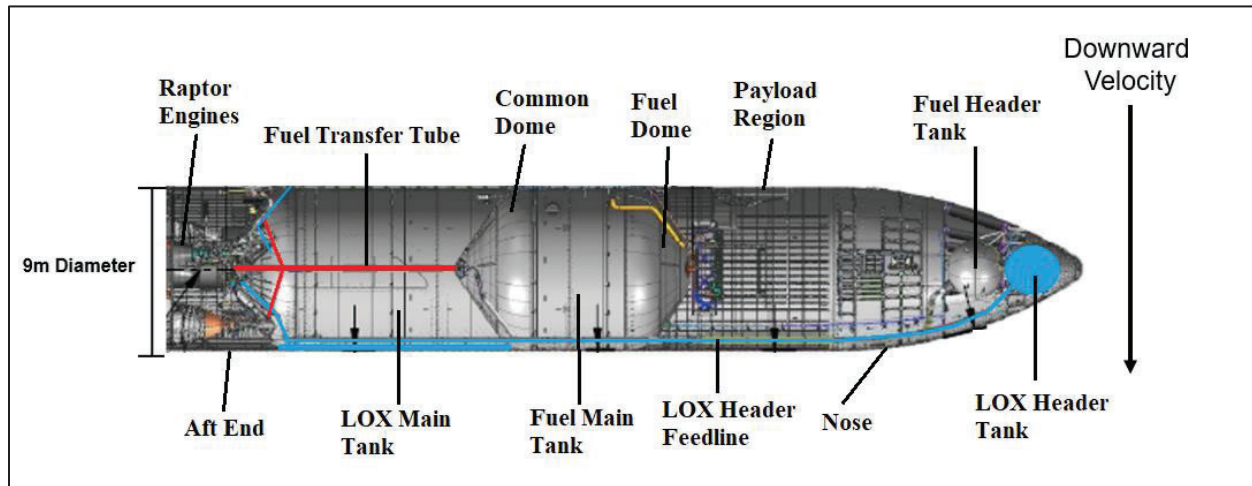 Downward
Velocity
Raptor
Engines
Fuel Transfer Tube
Common
Dome
Fuel
Dome
Payload
Region
Fuel Header
Tank
9m Diameter
Aft End
LOX Main
Tank
Fuel Main
Tank
LOX Header
Feedline
Nose
LOX Header
Tank